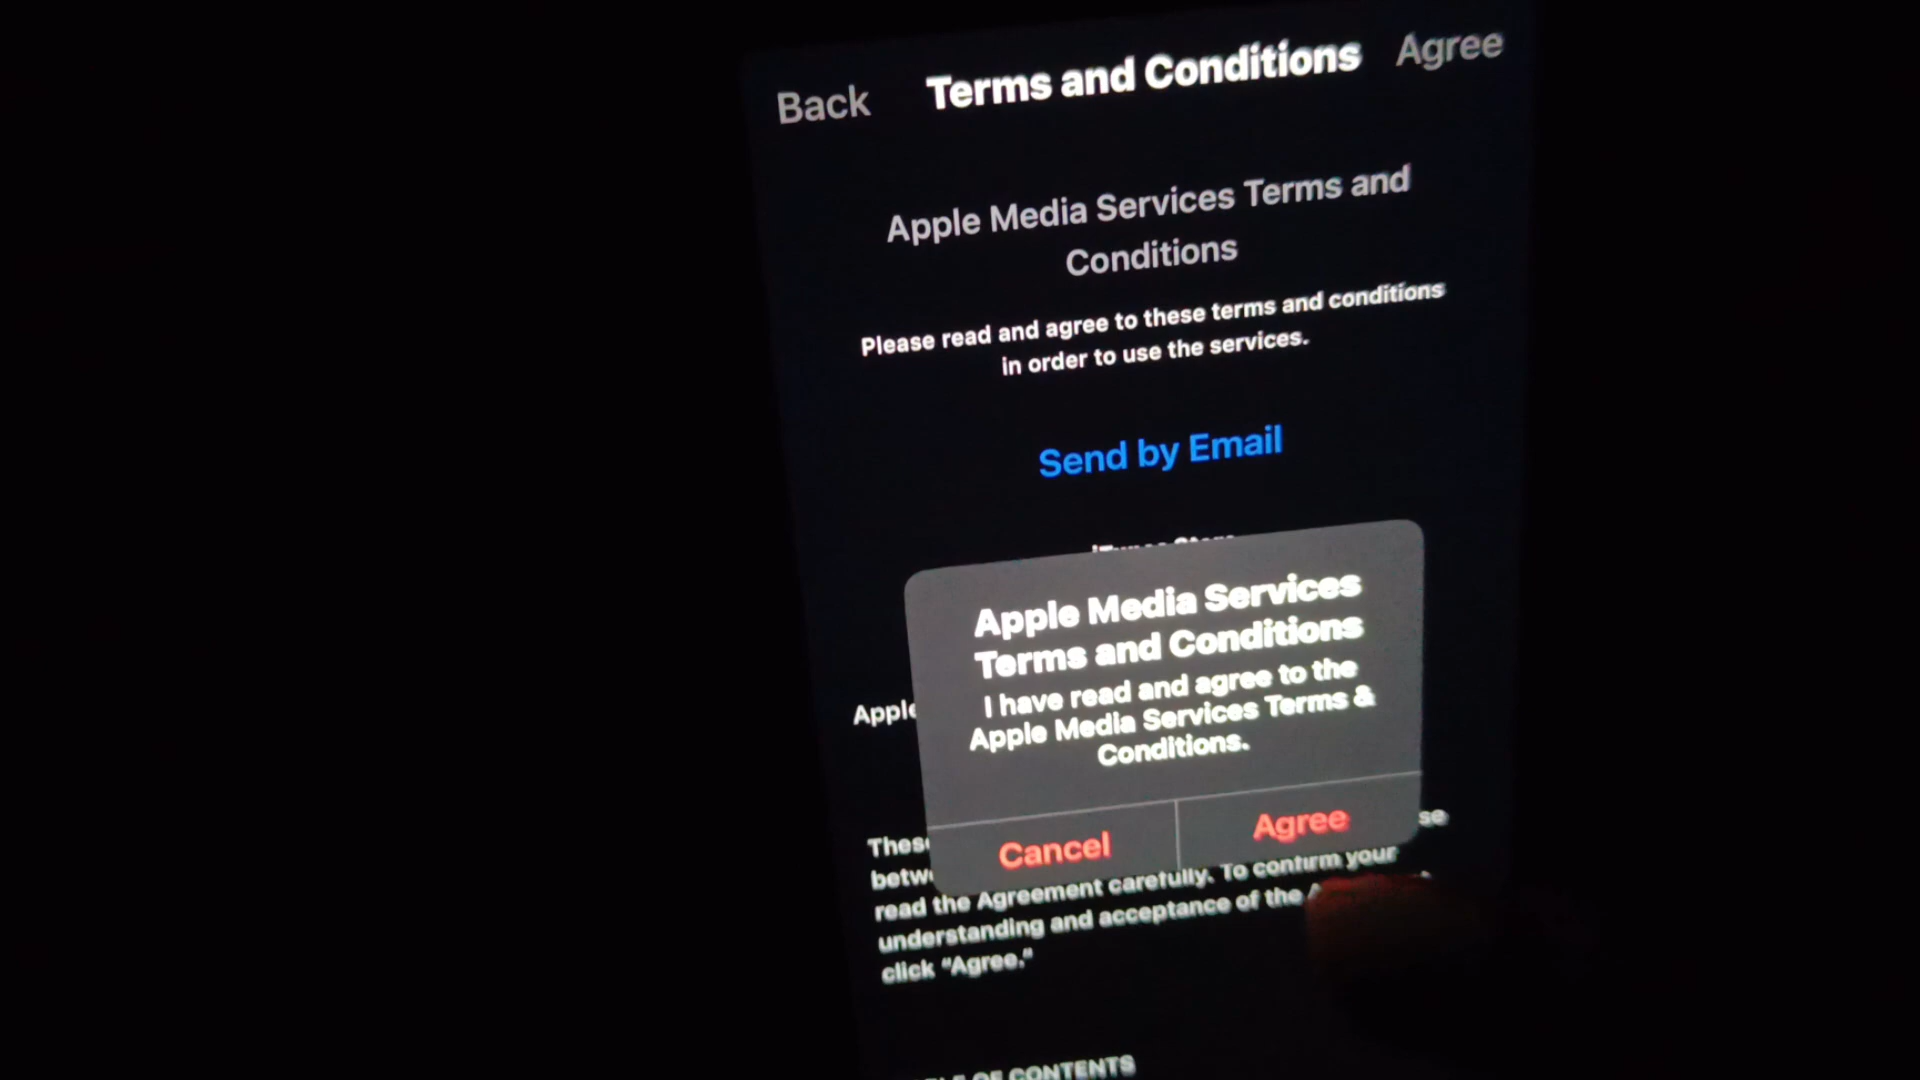 Back Terms and Conditions Agree
Apple Media Services Terms and
Conditions
Please read and agree to these terms and conditions
in order to use the services.
Send by Email
Apple Media Services
Terms and Conditions
I have read and agree to the
Apple Media Services Terms &
Conditions.
Cancel Agree
read the Agreement carefully. To confirm your
understanding and acceptance of the
click “Agree.”
OF CONTENTS